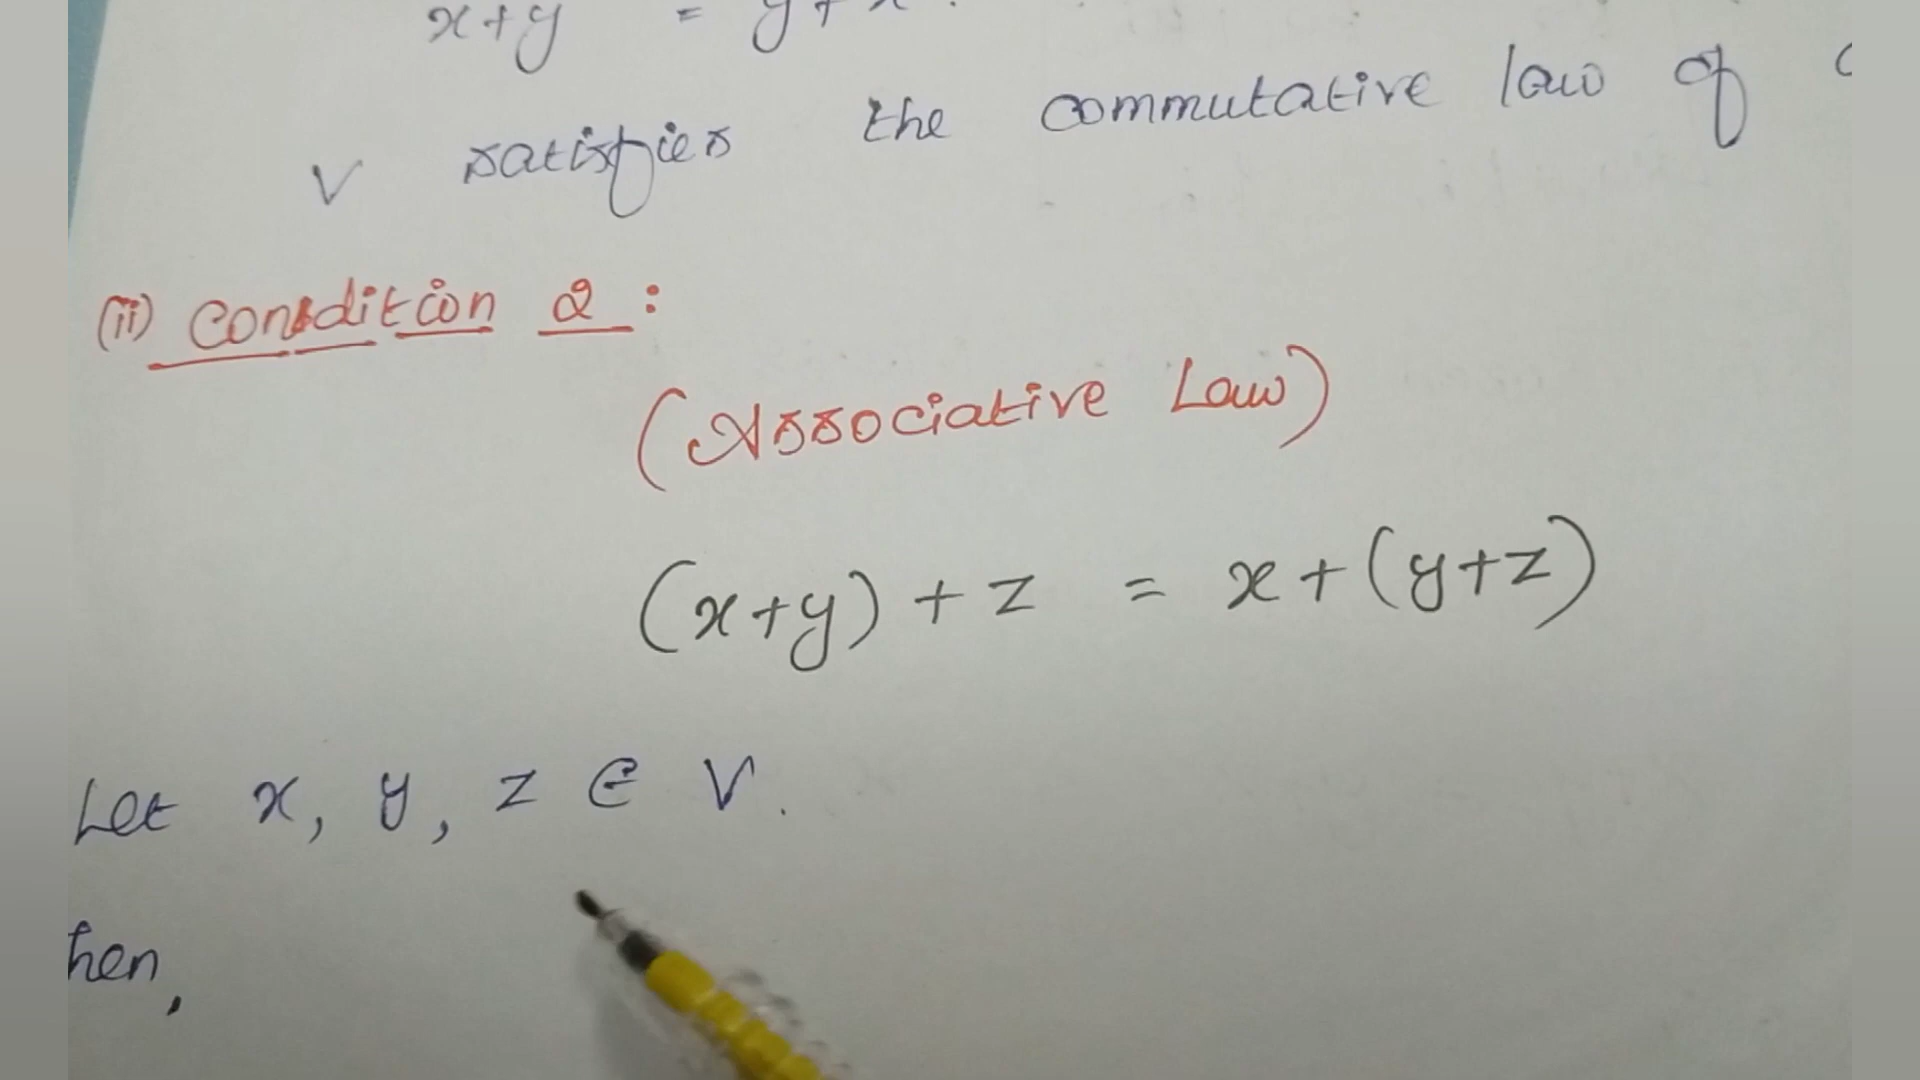 x+y = y+x.
V satisfies the commutative law of
(ii) Condition 2 :
(Associative Law)
(x+y) + z = x+(y+z)
Let x, y, z ∈ V.
hen,